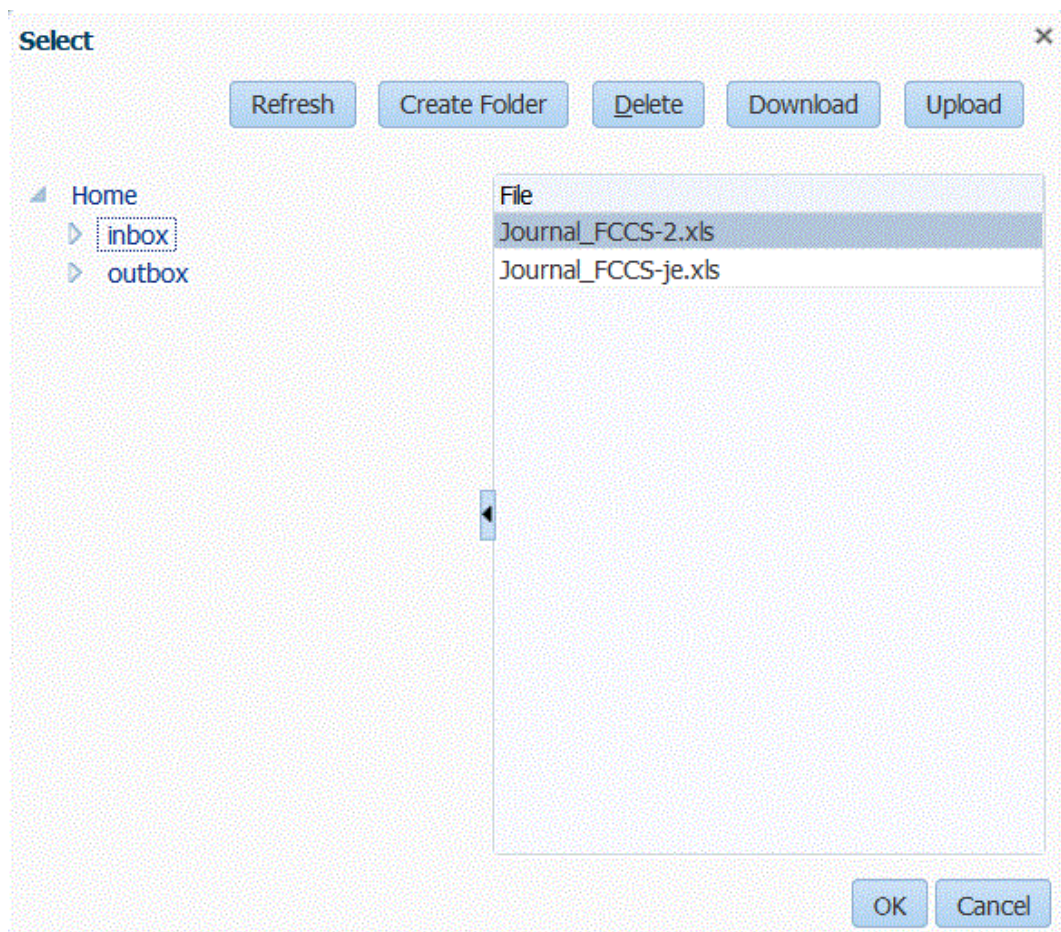 Select
Refresh Create Folder Delete Download Upload
Home
inbox
outbox
File
Journal_FCCS-2.xls
Journal_FCCS-je.xls
OK Cancel